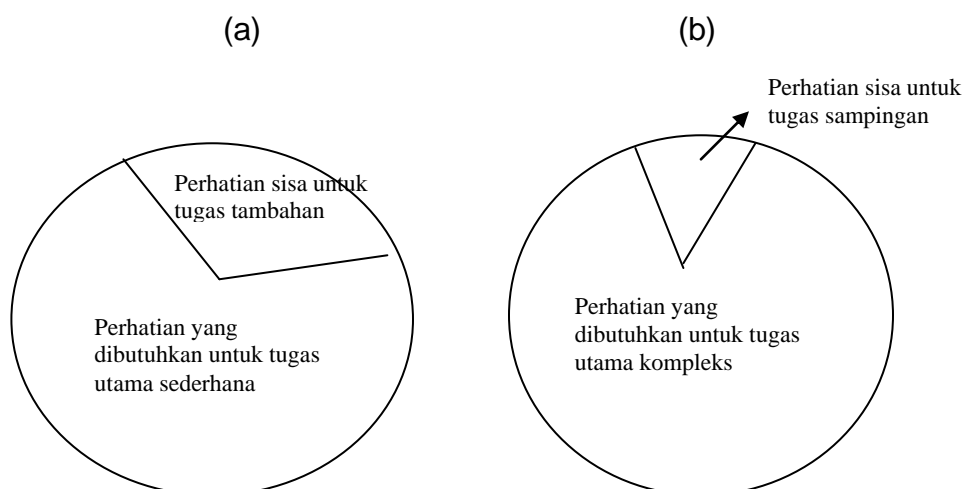 (a)
Perhatian sisa untuk
tugas tambahan
Perhatian yang
dibutuhkan untuk tugas
utama sederhana
(b)
Perhatian sisa untuk
tugas sampingan
Perhatian yang
dibutuhkan untuk tugas
utama kompleks